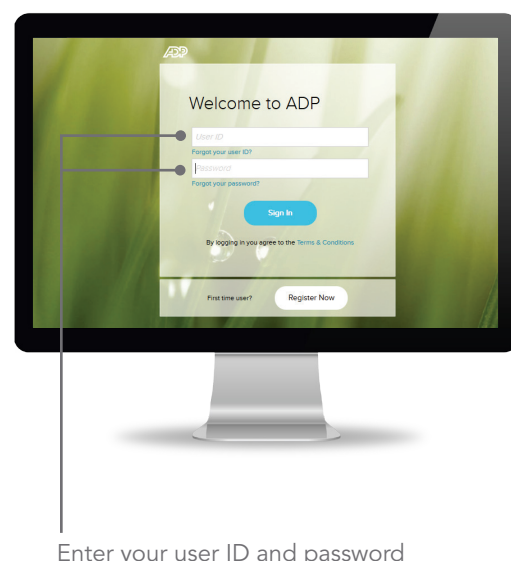 ADP
Welcome to ADP
User ID
Forgot your user ID?
Password
Forgot your password?
Sign In
By logging in you agree to the Terms & Conditions
First time user? Register Now
Enter your user ID and password